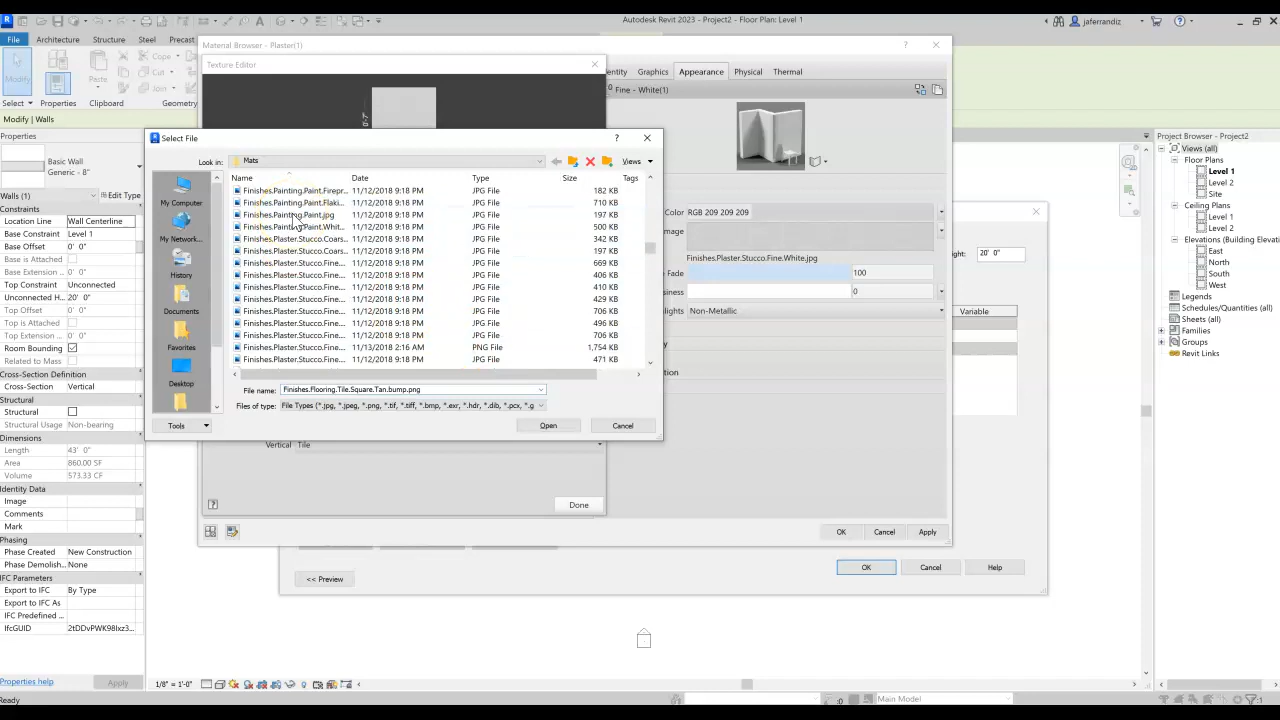 Autodesk Revit 2023 - Project2 - Floor Plan: Level 1
jaferrandiz
File
Architecture
Structure
Steel
Precast
Modify
Paste
Cope
Cut
Join
Select
Properties
Clipboard
Geometry
Modify | Walls
Properties
Basic Wall
Generic - 8"
Walls (1)
Edit Type
Constraints
Location Line Wall Centerline
Base Constraint Level 1
Base Offset 0' 0"
Base is Attached
Base Extension
Top Constraint Unconnected
Unconnected H... 20' 0"
Top Offset 0' 0"
Top is Attached
Top Extension
Room Bounding
Related to Mass
Cross-Section Definition
Cross-Section Vertical
Structural
Structural
Structural Usage Non-bearing
Dimensions
Length 43' 0"
Area 860.00 SF
Volume 573.33 CF
Identity Data
Image
Comments
Mark
Phasing
Phase Created New Construction
Phase Demolish... None
IFC Parameters
Export to IFC By Type
Export to IFC As
IFC Predefined ...
IfcGUID 2tDDvPWK98Ixz3...
Properties help
Apply
Ready
Material Browser - Plaster(1)
Texture Editor
Graphics
Appearance
Physical
Thermal
Fine - White(1)
Color RGB 209 209 209
Finishes.Plaster.Stucco.Fine.White.jpg
Fade 100
0
Non-Metallic
Select File
Look in: Mats
Views
Name Date Type Size Tags
Finishes.Painting.Paint.Firepr... 11/12/2018 9:18 PM JPG File 182 KB
Finishes.Painting.Paint.Flaki... 11/12/2018 9:18 PM JPG File 710 KB
Finishes.Painting.Paint.jpg 11/12/2018 9:18 PM JPG File 197 KB
Finishes.Painting.Paint.Whit... 11/12/2018 9:18 PM JPG File 500 KB
Finishes.Plaster.Stucco.Coars... 11/12/2018 9:18 PM JPG File 342 KB
Finishes.Plaster.Stucco.Coars... 11/12/2018 9:18 PM JPG File 197 KB
Finishes.Plaster.Stucco.Fine... 11/12/2018 9:18 PM JPG File 669 KB
Finishes.Plaster.Stucco.Fine... 11/12/2018 9:18 PM JPG File 406 KB
Finishes.Plaster.Stucco.Fine... 11/12/2018 9:18 PM JPG File 410 KB
Finishes.Plaster.Stucco.Fine... 11/12/2018 9:18 PM JPG File 429 KB
Finishes.Plaster.Stucco.Fine... 11/12/2018 9:18 PM JPG File 706 KB
Finishes.Plaster.Stucco.Fine... 11/12/2018 9:18 PM JPG File 496 KB
Finishes.Plaster.Stucco.Fine... 11/12/2018 9:18 PM JPG File 706 KB
Finishes.Plaster.Stucco.Fine... 11/13/2018 2:16 AM PNG File 1,754 KB
Finishes.Plaster.Stucco.Fine... 11/12/2018 9:18 PM JPG File 471 KB
My Computer
My Network...
History
Documents
Favorites
Desktop
File name: Finishes.Flooring.Tile.Square.Tan.bump.png
Files of type: File Types (*.jpg, *.jpeg, *.png, *.tif, *.tiff, *.bmp, *.exr, *.hdr, *.dib, *.pcx, *.g
Tools
Open
Cancel
Vertical Tile
Done
OK
Cancel
Apply
20' 0"
Variable
<< Preview
OK
Cancel
Help
Project Browser - Project2
Views (all)
Floor Plans
Level 1
Level 2
Site
Ceiling Plans
Level 1
Level 2
Elevations (Building Elevation
East
North
South
West
Legends
Schedules/Quantities (all)
Sheets (all)
Families
Groups
Revit Links
1/8" = 1'-0"
:0
Main Model
:1